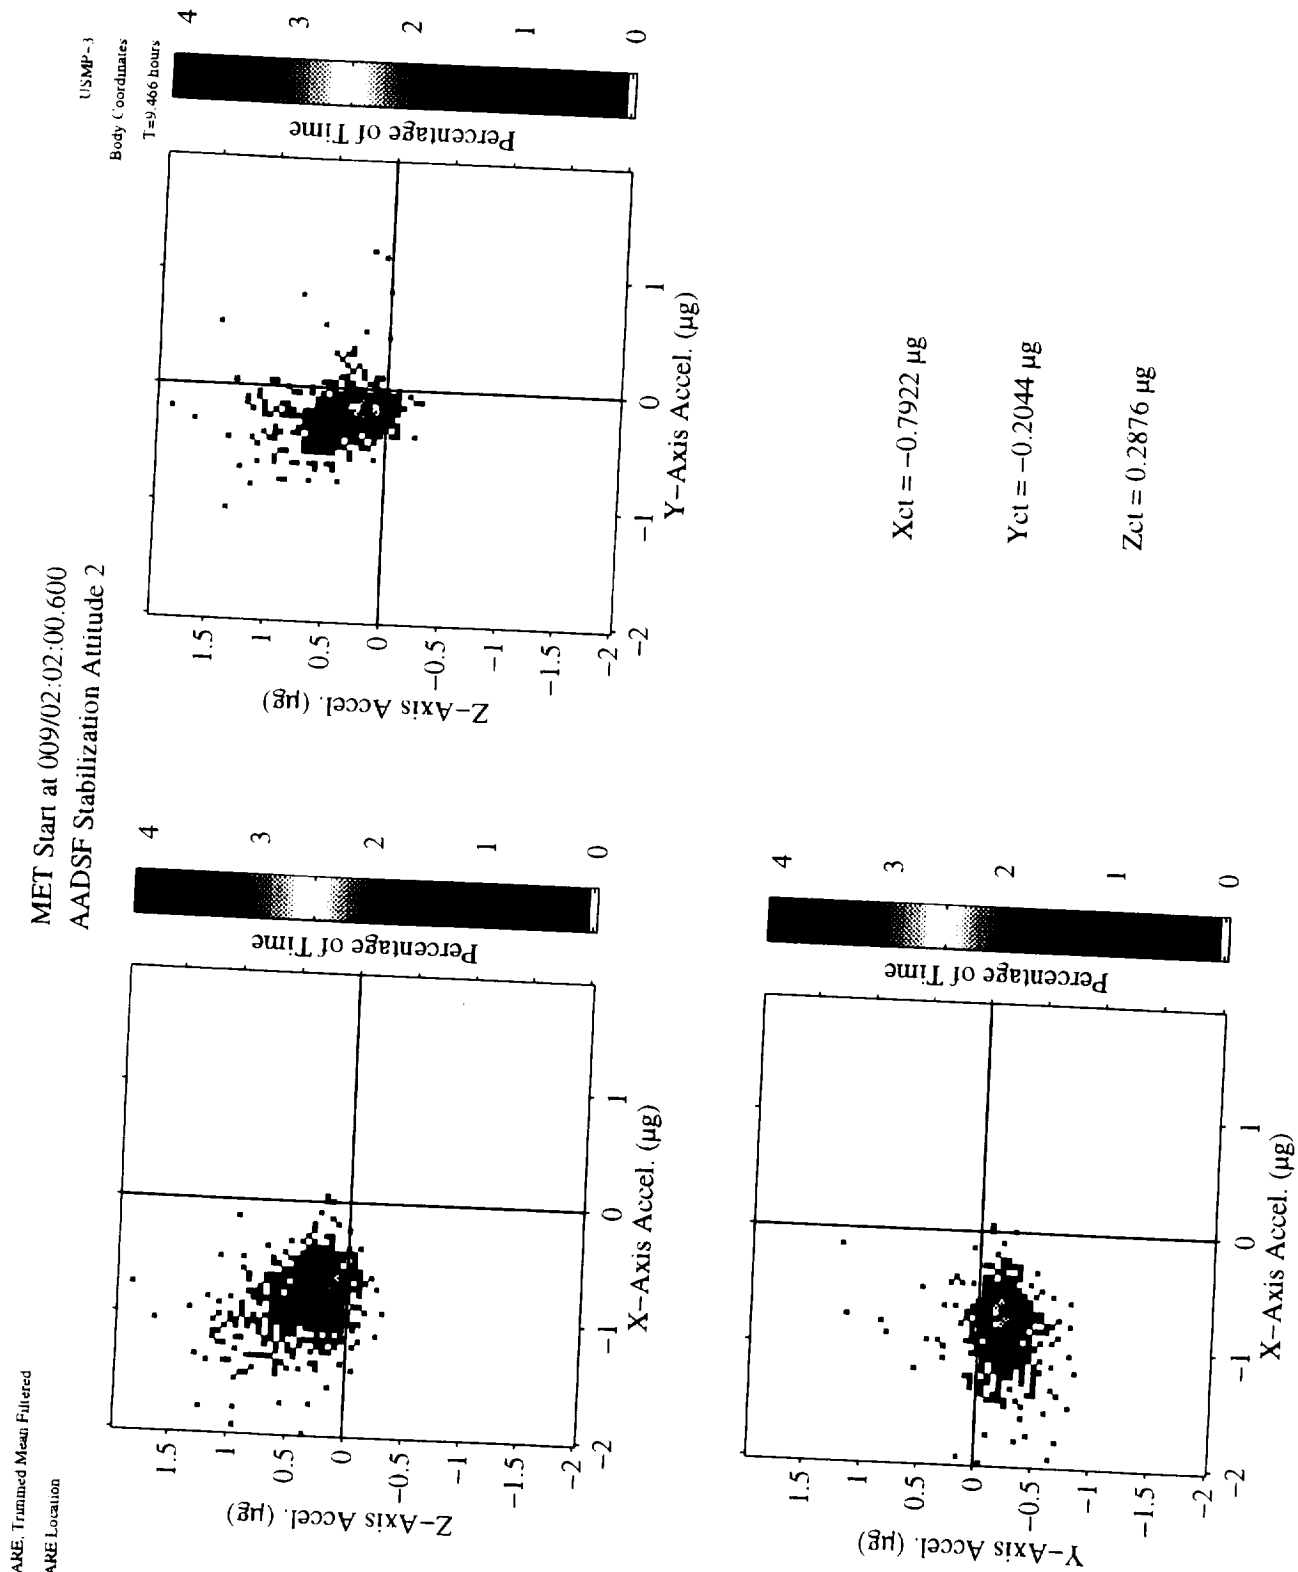 ARE, Trimmed Mean Filtered
ARE Location
MET Start at 009/02:02:00.600
AADSF Stabilization Attitude 2
USMP-3
Body Coordinates
T=9.466 hours
Z-Axis Accel. (µg)
1.5
1
0.5
0
-0.5
-1
-1.5
-2
-2
-1
0
1
X-Axis Accel. (µg)
Percentage of Time
4
3
2
1
0
Z-Axis Accel. (µg)
1.5
1
0.5
0
-0.5
-1
-1.5
-2
-2
-1
0
1
Y-Axis Accel. (µg)
Percentage of Time
4
3
2
1
0
Y-Axis Accel. (µg)
1.5
1
0.5
0
-0.5
-1
-1.5
-2
-2
-1
0
1
X-Axis Accel. (µg)
Percentage of Time
4
3
2
1
0
Xct = -0.7922 µg
Yct = -0.2044 µg
Zct = 0.2876 µg